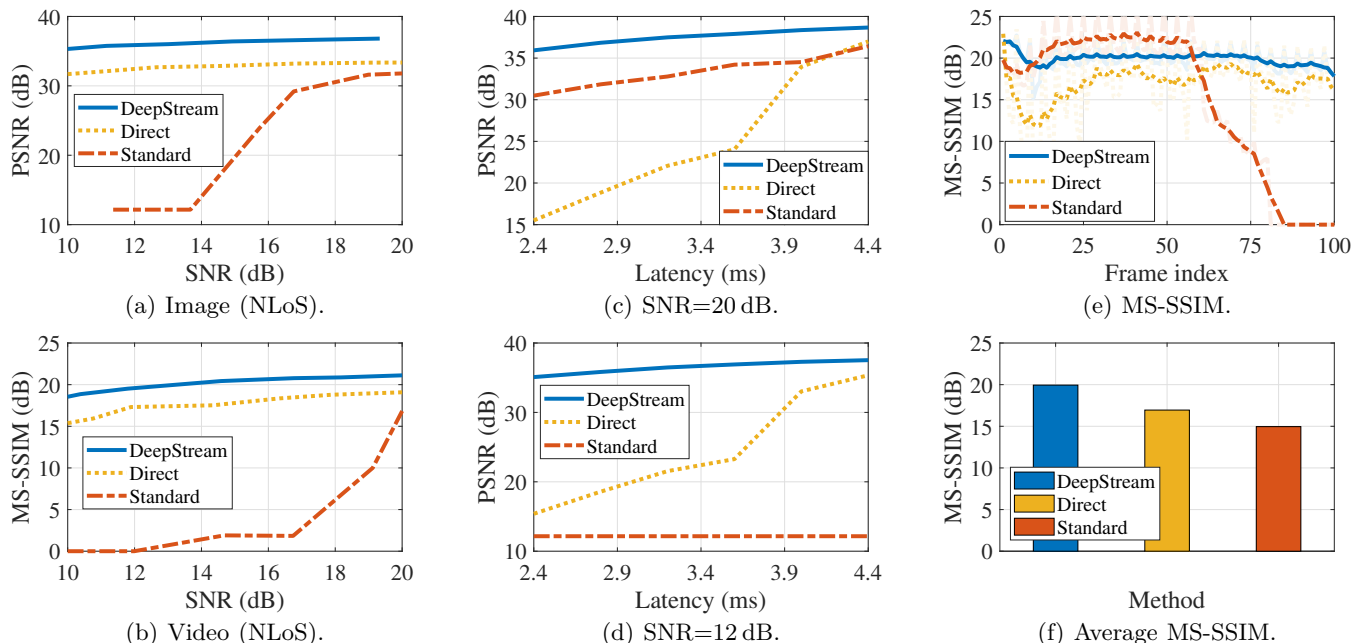 40
30
20
10
PSNR (dB)
DeepStream
Direct
Standard
10 12 14 16 18 20
SNR (dB)
(a) Image (NLoS).
40
35
30
25
20
15
PSNR (dB)
DeepStream
Direct
Standard
2.4 2.9 3.4 3.9 4.4
Latency (ms)
(c) SNR=20 dB.
25
20
15
10
5
0
MS-SSIM (dB)
DeepStream
Direct
Standard
0 25 50 75 100
Frame index
(e) MS-SSIM.
25
20
15
10
5
0
MS-SSIM (dB)
DeepStream
Direct
Standard
10 12 14 16 18 20
SNR (dB)
(b) Video (NLoS).
40
30
20
10
PSNR (dB)
DeepStream
Direct
Standard
2.4 2.9 3.4 3.9 4.4
Latency (ms)
(d) SNR=12 dB.
25
20
15
10
5
0
MS-SSIM (dB)
DeepStream
Direct
Standard
Method
(f) Average MS-SSIM.